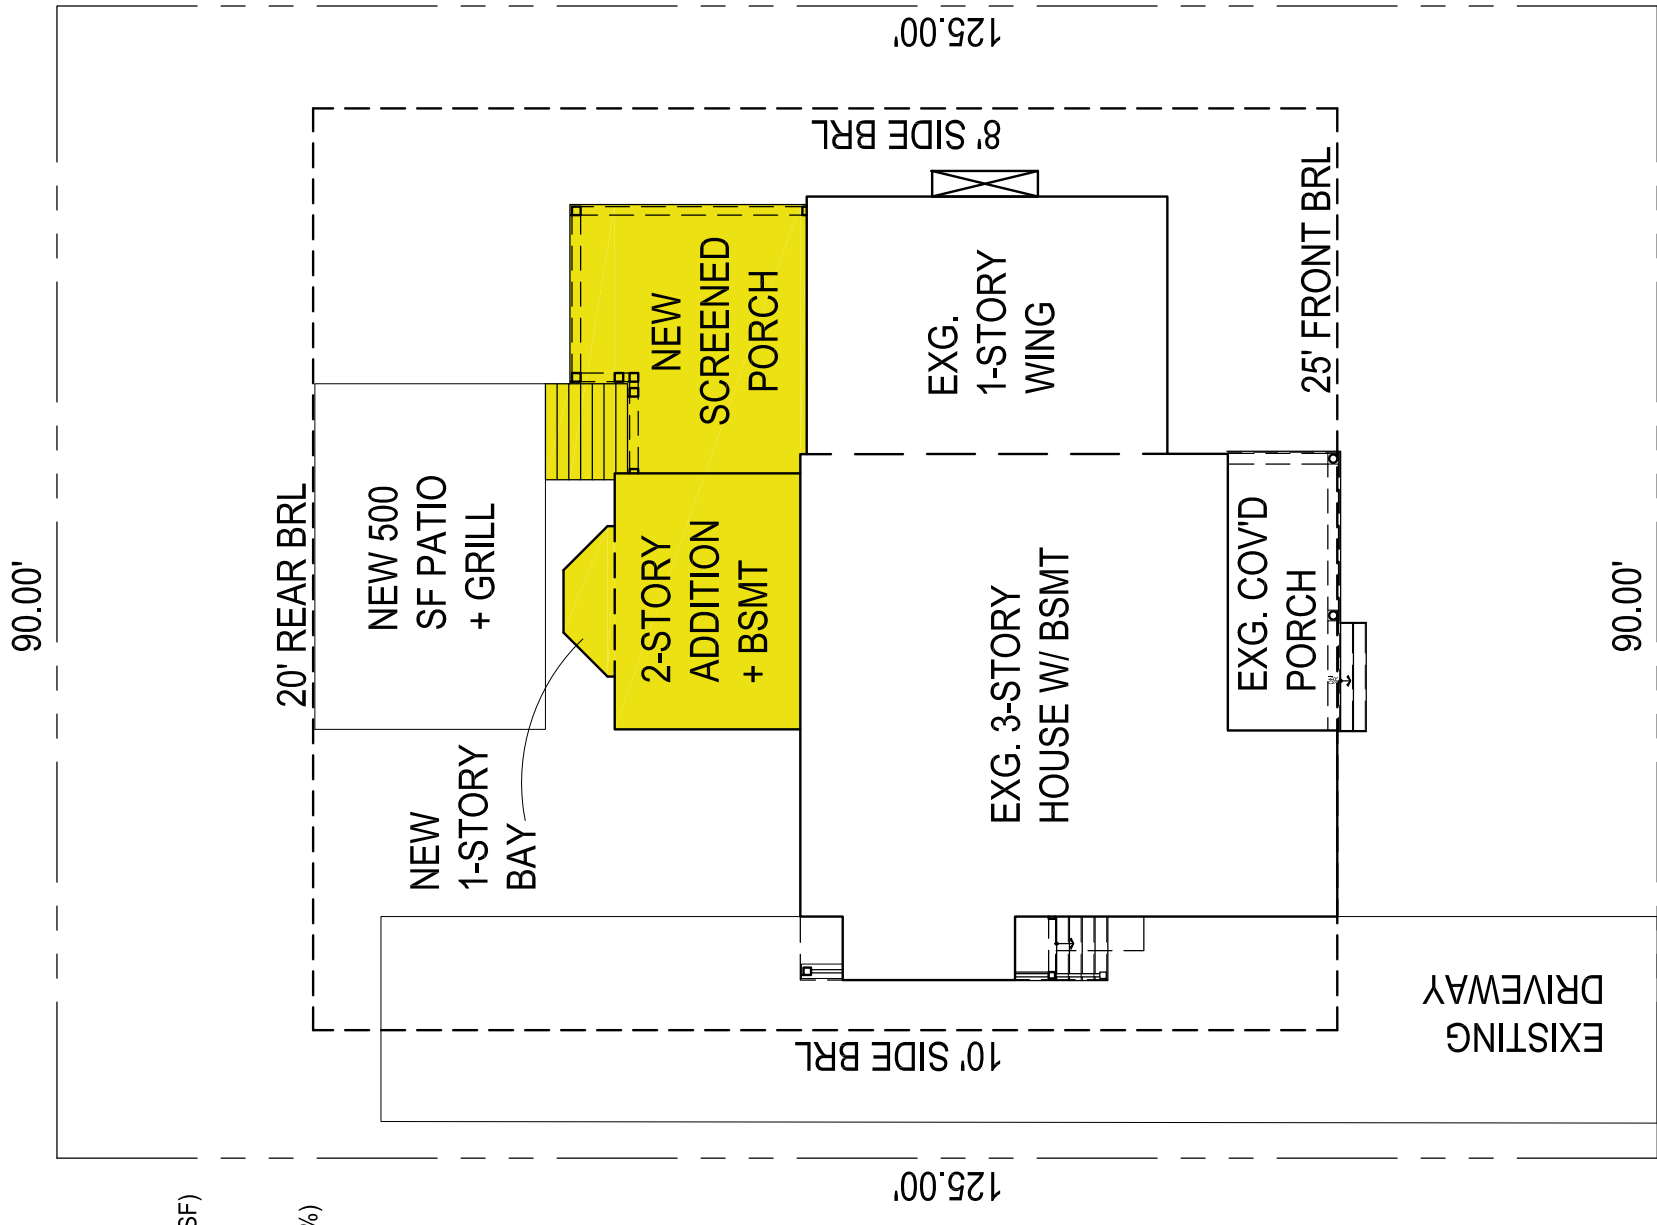 90.00'
20' REAR BRL
NEW 500
SF PATIO
+ GRILL
NEW
1-STORY
BAY
2-STORY
ADDITION
+ BSMT
NEW
SCREENED
PORCH
EXG.
1-STORY
WING
EXG. 3-STORY
HOUSE W/ BSMT
EXG. COV'D
PORCH
25' FRONT BRL
90.00'
125.00'
8' SIDE BRL
10' SIDE BRL
125.00'
EXISTING
DRIVEWAY
SF)
%)